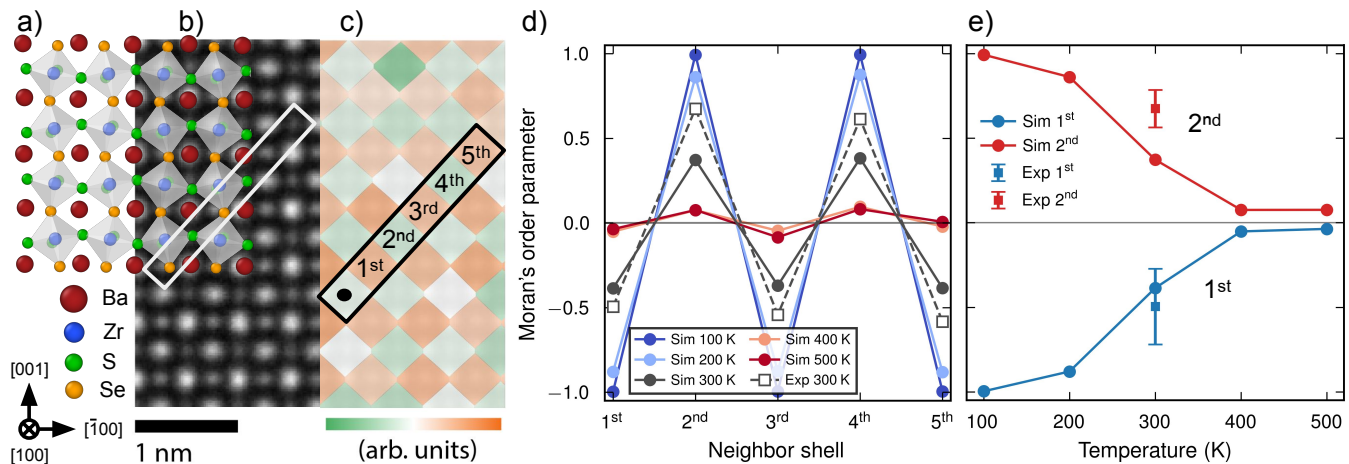 a)
b)
c)
d)
e)
Ba
Zr
S
Se
[001]
[1̅00]
[100]
1 nm
1st
2nd
3rd
4th
5th
(arb. units)
Moran's order parameter
1.0
0.5
0.0
−0.5
−1.0
Sim 100 K
Sim 200 K
Sim 300 K
Sim 400 K
Sim 500 K
Exp 300 K
1st
2nd
3rd
4th
5th
Neighbor shell
Sim 1st
Sim 2nd
Exp 1st
Exp 2nd
2nd
1st
100
200
300
400
500
Temperature (K)